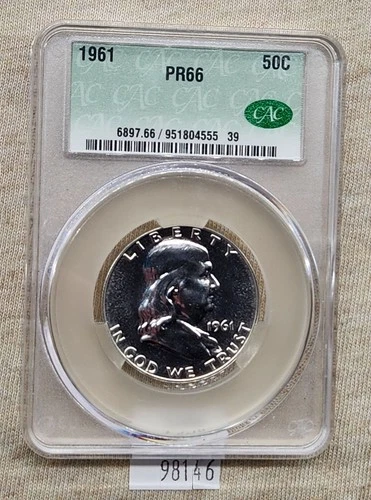 1961 50C
PR66
CAC
6897.66 / 951804555 39
LIBERTY
1961
IN GOD WE TRUST
98146